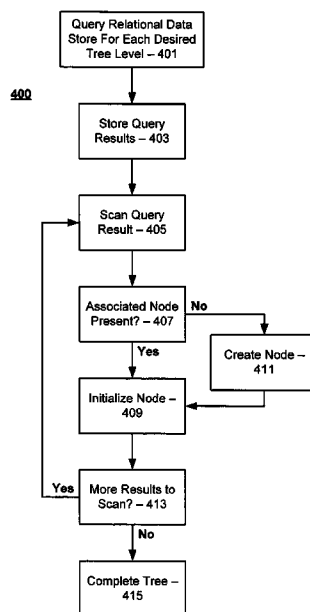 Query Relational Data
Store For Each Desired
Tree Level – 401
400
Store Query
Results – 403
Scan Query
Result – 405
Associated Node
Present? – 407
No
Yes
Create Node –
411
Initialize Node –
409
More Results to
Scan? – 413
Yes
No
Complete Tree –
415